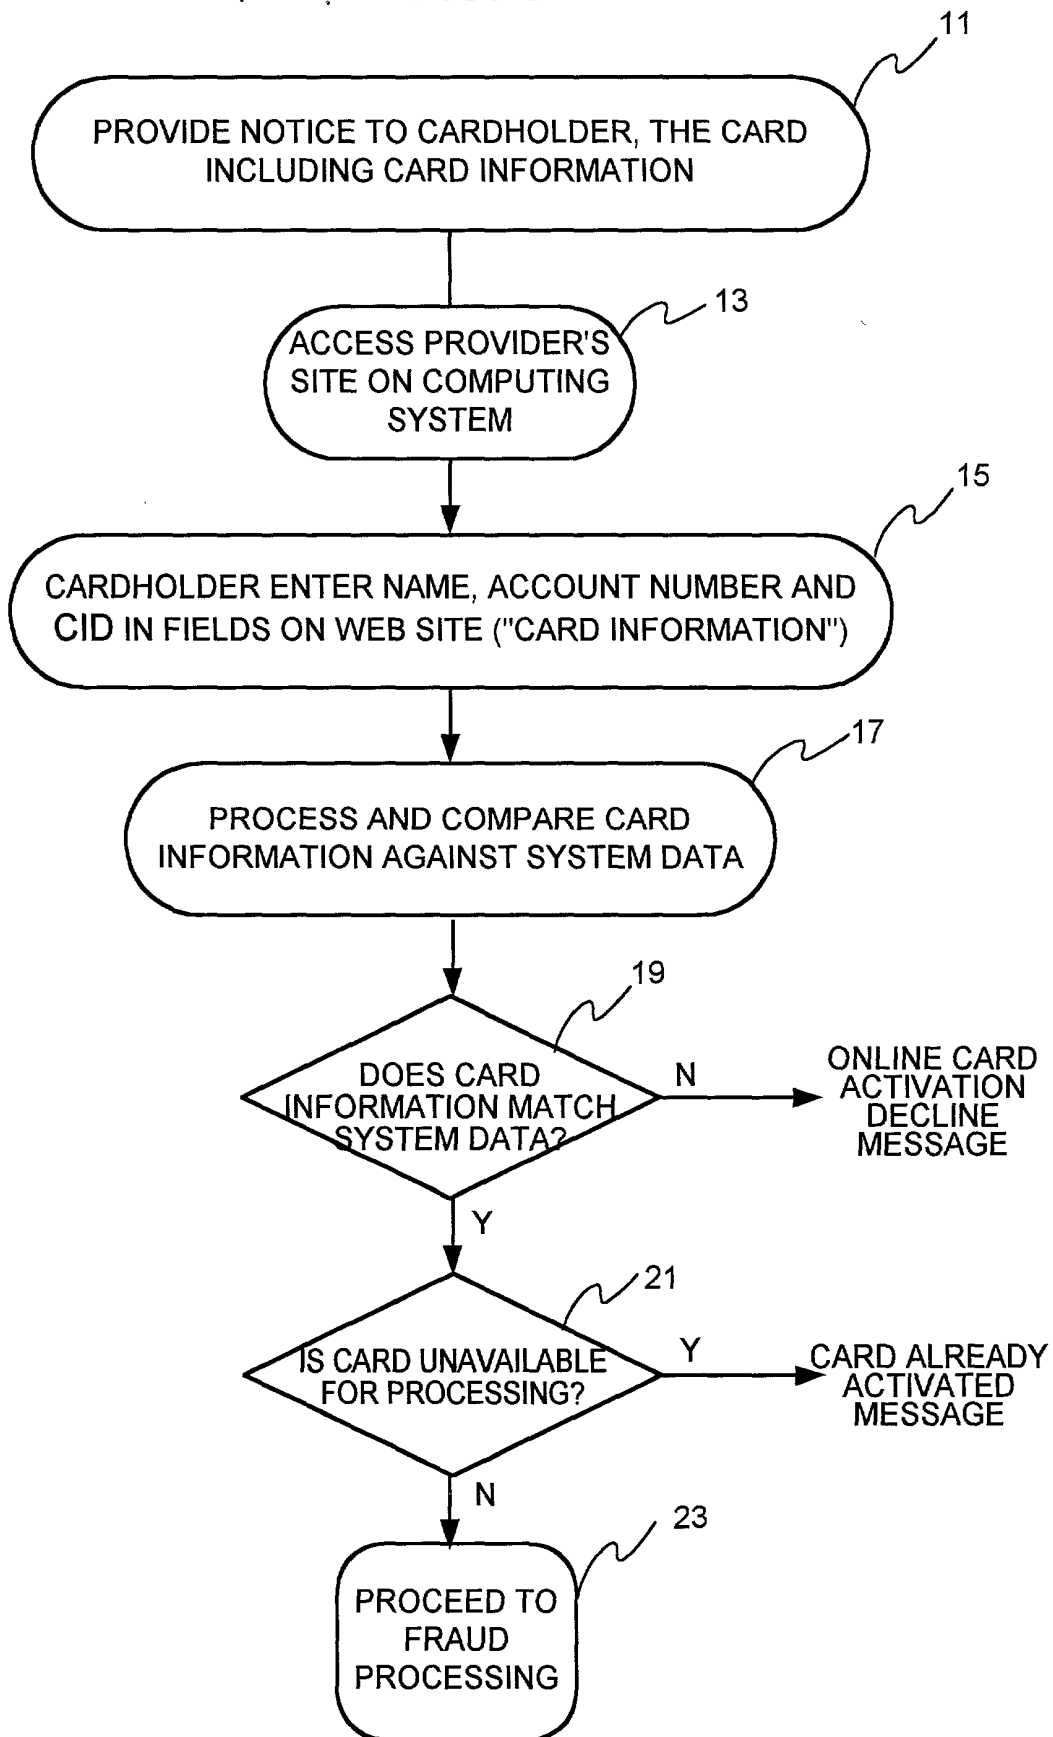 11
PROVIDE NOTICE TO CARDHOLDER, THE CARD
INCLUDING CARD INFORMATION
13
ACCESS PROVIDER'S
SITE ON COMPUTING
SYSTEM
15
CARDHOLDER ENTER NAME, ACCOUNT NUMBER AND
CID IN FIELDS ON WEB SITE ("CARD INFORMATION")
17
PROCESS AND COMPARE CARD
INFORMATION AGAINST SYSTEM DATA
19
DOES CARD
INFORMATION MATCH
SYSTEM DATA?
N
ONLINE CARD
ACTIVATION
DECLINE
MESSAGE
Y
21
IS CARD UNAVAILABLE
FOR PROCESSING?
Y
CARD ALREADY
ACTIVATED
MESSAGE
N
23
PROCEED TO
FRAUD
PROCESSING